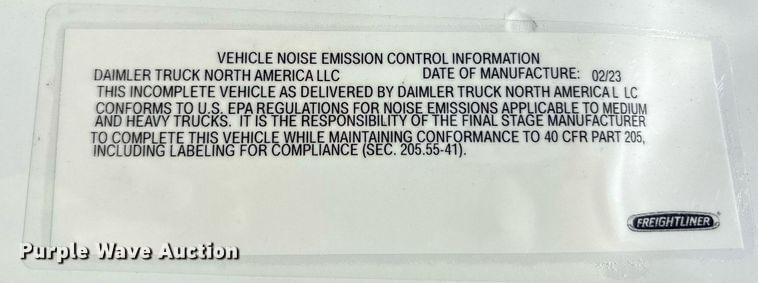 VEHICLE NOISE EMISSION CONTROL INFORMATION
DAIMLER TRUCK NORTH AMERICA LLC DATE OF MANUFACTURE: 02/23
THIS INCOMPLETE VEHICLE AS DELIVERED BY DAIMLER TRUCK NORTH AMERICA L LC
CONFORMS TO U.S. EPA REGULATIONS FOR NOISE EMISSIONS APPLICABLE TO MEDIUM
AND HEAVY TRUCKS. IT IS THE RESPONSIBILITY OF THE FINAL STAGE MANUFACTURER
TO COMPLETE THIS VEHICLE WHILE MAINTAINING CONFORMANCE TO 40 CFR PART 205,
INCLUDING LABELING FOR COMPLIANCE (SEC. 205.55-41).
FREIGHTLINER
Purple Wave Auction